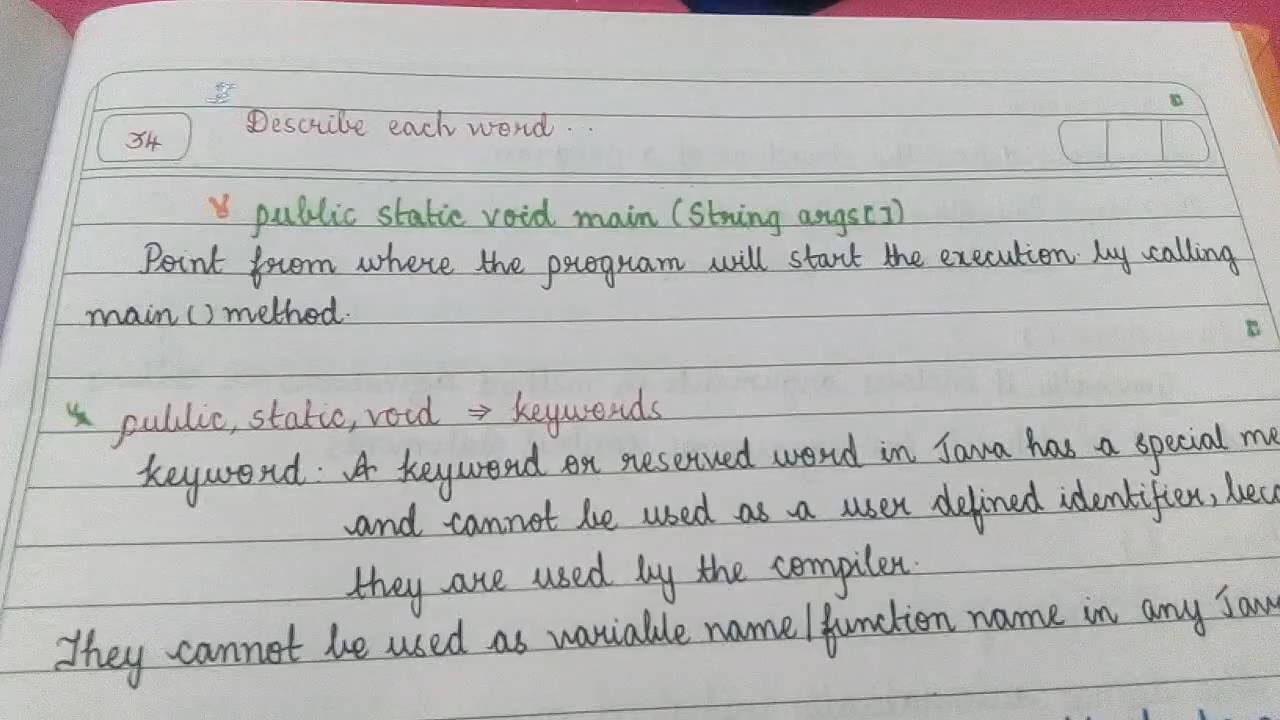 34
Describe each word . .
public static void main (String args[])
Point from where the program will start the execution by calling
main () method.
public, static, void ⇒ keywords
keyword : A keyword or reserved word in Java has a special
and cannot be used as a user defined identifier,
they are used by the compiler.
They cannot be used as variable name/function name in any